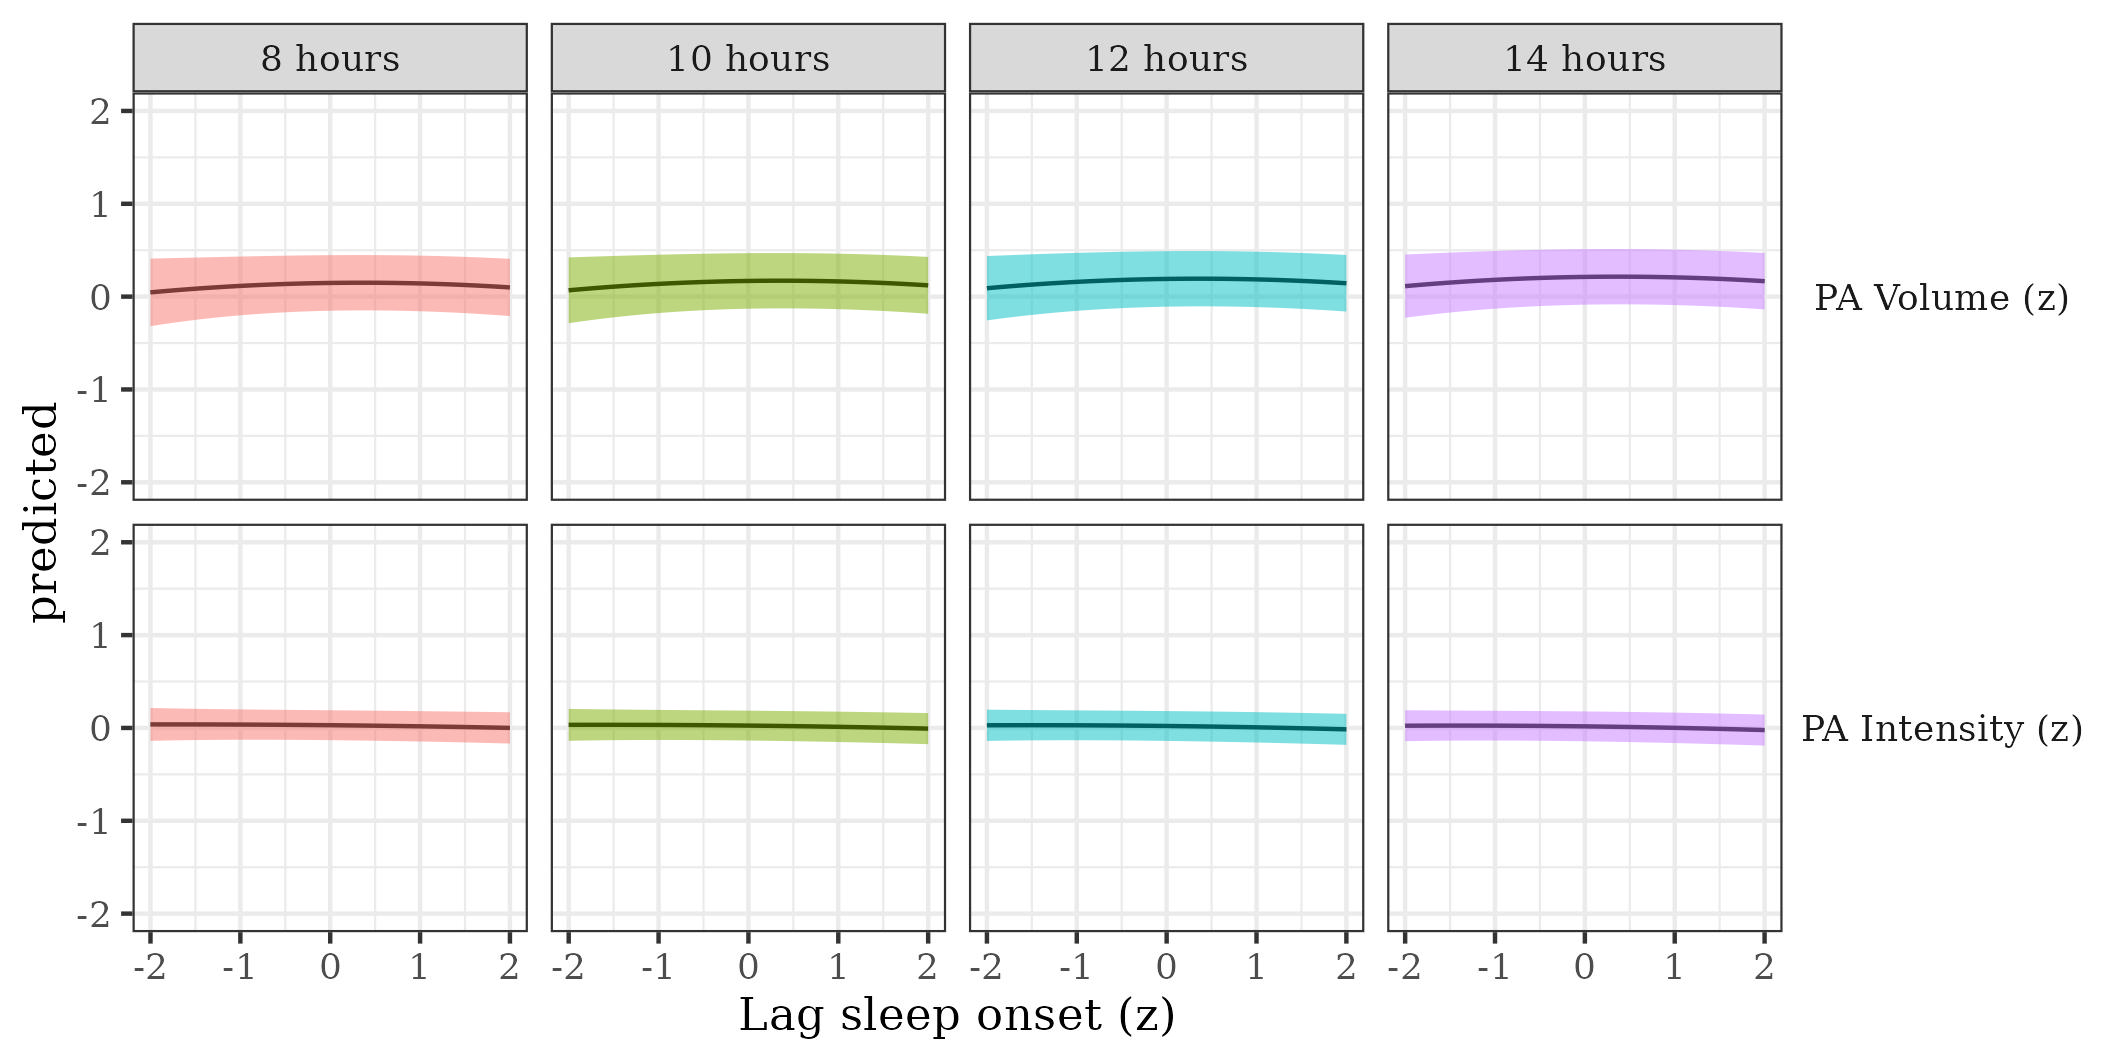 8 hours 10 hours 12 hours 14 hours
2
1
0
-1
-2
PA Volume (z)
predicted
2
1
0
-1
-2
PA Intensity (z)
-2 -1 0 1 2 -2 -1 0 1 2 -2 -1 0 1 2 -2 -1 0 1 2
Lag sleep onset (z)